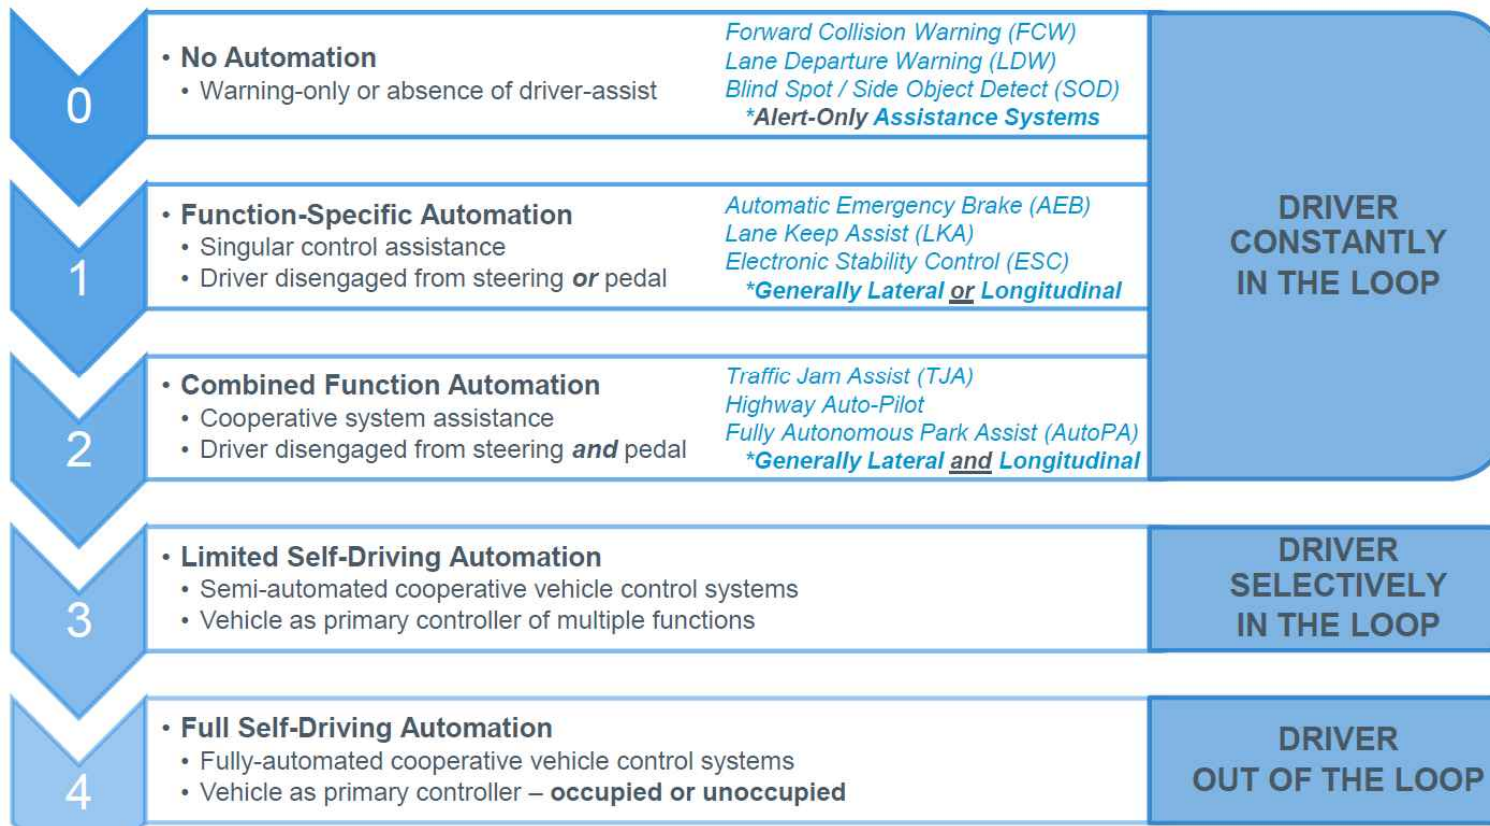 0
• No Automation
• Warning-only or absence of driver-assist
Forward Collision Warning (FCW)
Lane Departure Warning (LDW)
Blind Spot / Side Object Detect (SOD)
*Alert-Only Assistance Systems
1
• Function-Specific Automation
• Singular control assistance
• Driver disengaged from steering or pedal
Automatic Emergency Brake (AEB)
Lane Keep Assist (LKA)
Electronic Stability Control (ESC)
*Generally Lateral or Longitudinal
2
• Combined Function Automation
• Cooperative system assistance
• Driver disengaged from steering and pedal
Traffic Jam Assist (TJA)
Highway Auto-Pilot
Fully Autonomous Park Assist (AutoPA)
*Generally Lateral and Longitudinal
DRIVER
CONSTANTLY
IN THE LOOP
3
• Limited Self-Driving Automation
• Semi-automated cooperative vehicle control systems
• Vehicle as primary controller of multiple functions
DRIVER
SELECTIVELY
IN THE LOOP
4
• Full Self-Driving Automation
• Fully-automated cooperative vehicle control systems
• Vehicle as primary controller – occupied or unoccupied
DRIVER
OUT OF THE LOOP